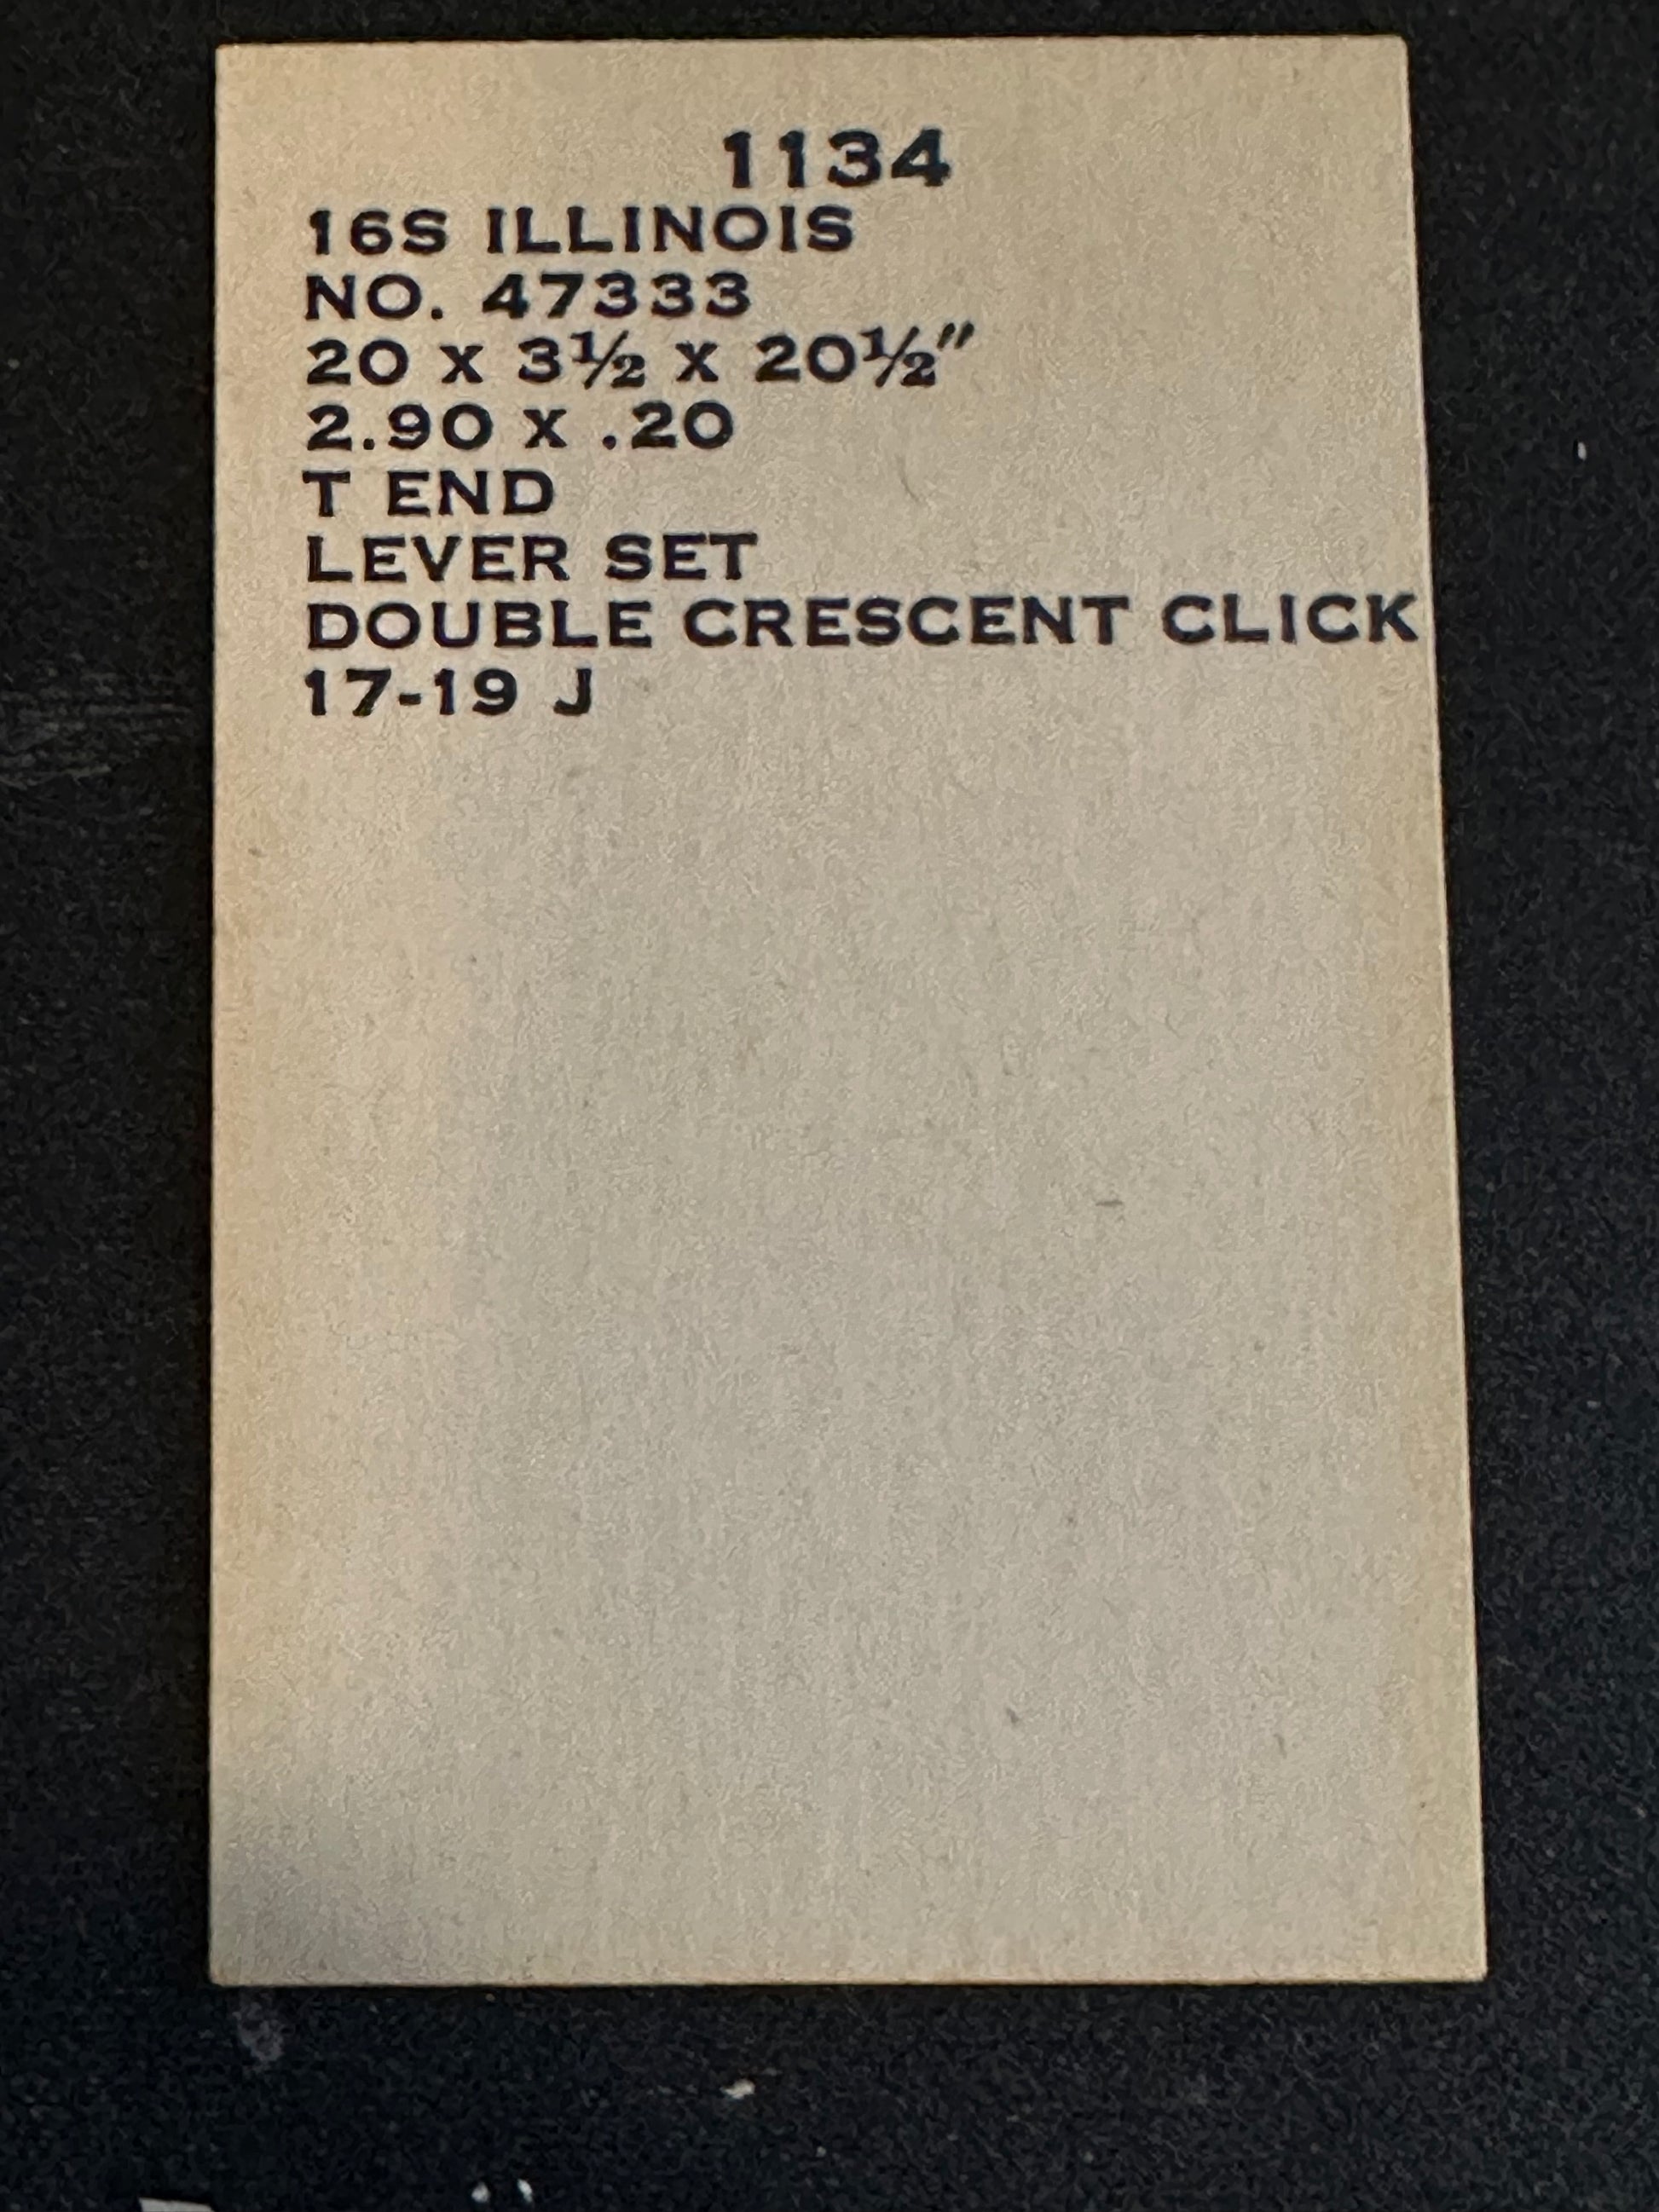 1134
16S ILLINOIS
NO. 47333
20 X 3½ X 20½"
2.90 X .20
T END
LEVER SET
DOUBLE CRESCENT CLICK
17-19 J